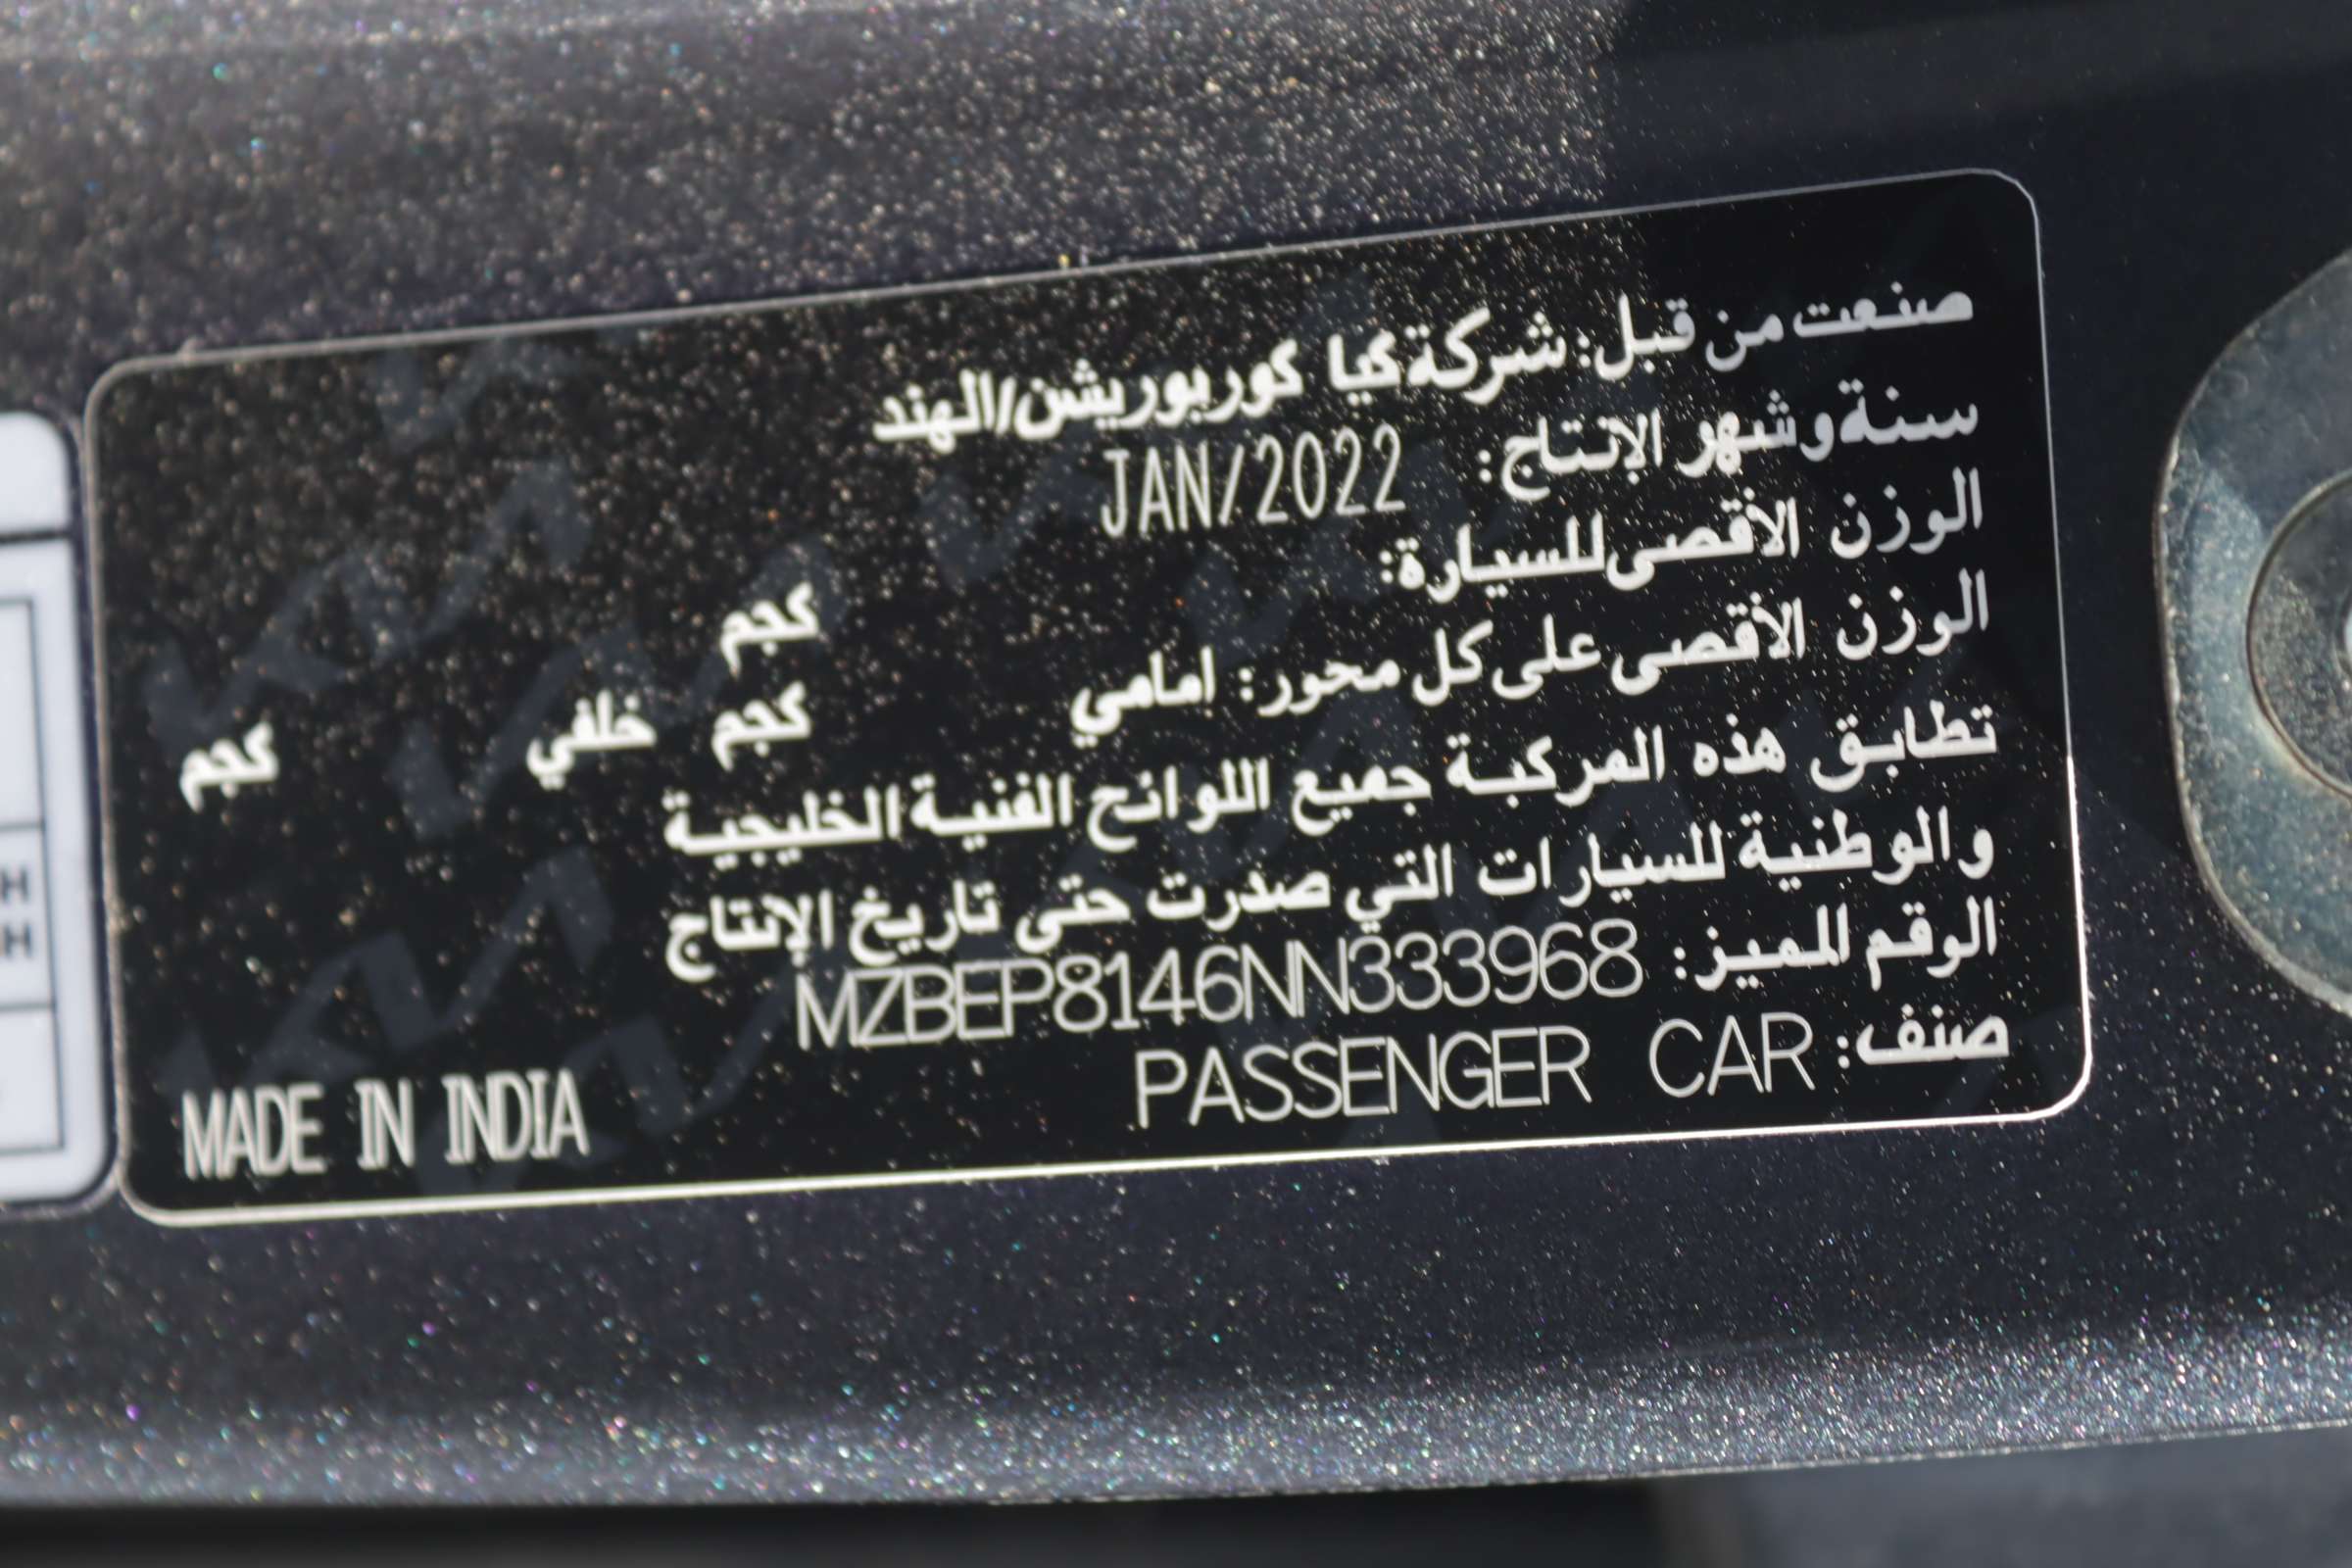 صنعت من قبل: شركة كيا كوربوريشن/الهند
سنة وشهر الإنتاج: JAN/2022
الوزن الأقصى للسيارة: كجم
الوزن الأقصى على كل محور: أمامي كجم خلفي كجم
تطابق هذه المركبة جميع اللوائح الفنية الخليجية
والوطنية للسيارات التي صدرت حتى تاريخ الإنتاج
الرقم المميز: MZBEP8146NN333968
صنف: PASSENGER CAR
MADE IN INDIA
H
H